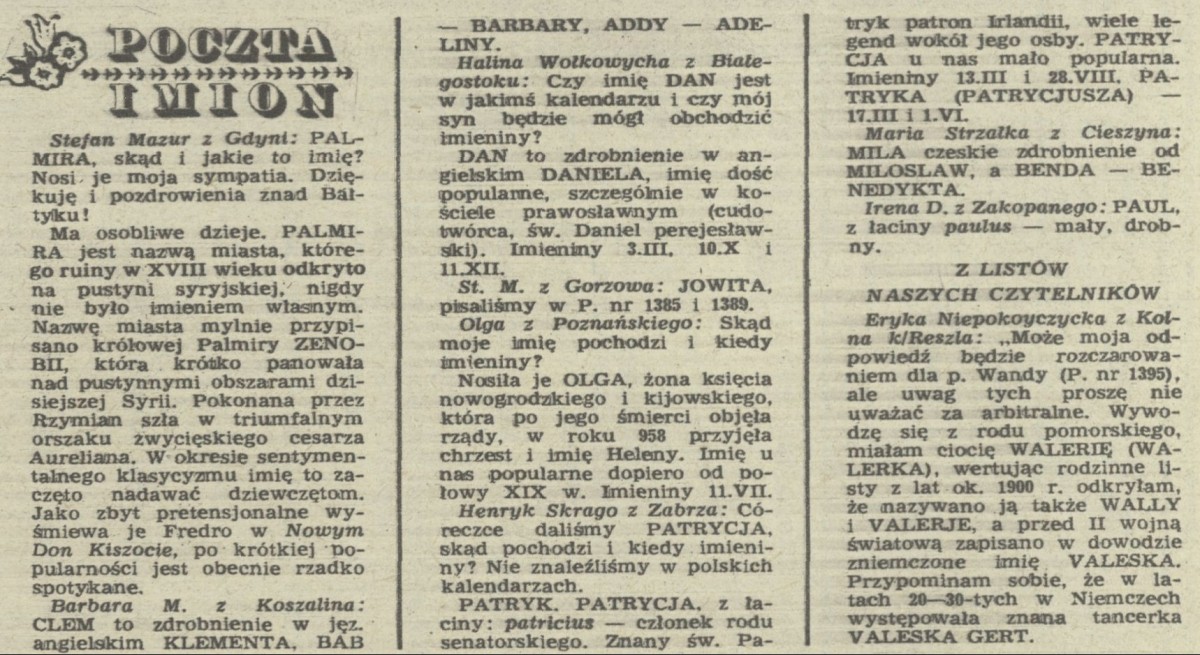 POCZTA
IMION
Stefan Mazur z Gdyni: PAL-
MIRA, skąd i jakie to imię?
Nosi je moja sympatia. Dzię-
kuję i pozdrowienia znad Bał-
tyku!
Ma osobliwe dzieje. PALMI-
RA jest nazwą miasta, które-
go ruiny w XVIII wieku odkryto
na pustyni syryjskiej, nigdy
nie było imieniem własnym.
Nazwę miasta mylnie przypi-
sano królowej Palmiry ZENO-
BII, która krótko panowała
nad pustynnymi obszarami dzi-
siejszej Syrii. Pokonana przez
Rzymian szła w triumfalnym
orszaku zwycięskiego cesarza
Aureliana. W okresie sentymen-
talnego klasycyzmu imię to za-
częto nadawać dziewczętom.
Jako zbyt pretensjonalne wy-
śmiewa je Fredro w Nowym
Don Kiszocie, po krótkiej po-
pularności jest obecnie rzadko
spotykane.
Barbara M. z Koszalina:
CLEM to zdrobnienie w jęz.
angielskim KLEMENTA, BAB
— BARBARY, ADDY — ADE-
LINY.
Halina Wołkowycha z Białe-
gostoku: Czy imię DAN jest
w jakimś kalendarzu i czy mój
syn będzie mógł obchodzić
imieniny?
DAN to zdrobnienie w an-
gielskim DANIELA, imię dość
popularne, szczególnie w ko-
ściele prawosławnym (cudo-
twórca, św. Daniel perejesław-
ski). Imieniny 3.III, 10.X i
11.XII.
St. M. z Gorzowa: JOWITA,
pisaliśmy w P. nr 1385 i 1389.
Olga z Poznańskiego: Skąd
moje imię pochodzi i kiedy
imieniny?
Nosiła je OLGA, żona księcia
nowogrodzkiego i kijowskiego,
która po jego śmierci objęła
rządy, w roku 958 przyjęła
chrzest i imię Heleny. Imię u
nas popularne dopiero od po-
łowy XIX w. Imieniny 11.VII.
Henryk Skrago z Zabrza: Có-
reczce daliśmy PATRYCJA,
skąd pochodzi i kiedy imieni-
ny? Nie znaleźliśmy w polskich
kalendarzach.
PATRYK, PATRYCJA, z ła-
ciny: patricius — członek rodu
senatorskiego. Znany św. Pa-
tryk patron Irlandii, wiele le-
gend wokół jego osby. PATRY-
CJA u nas mało popularna.
Imieniny 13.III i 28.VIII, PA-
TRYKA (PATRYCJUSZA) —
17.III i 1.VI.
Maria Strzałka z Cieszyna:
MILA czeskie zdrobnienie od
MILOSLAW, a BENDA — BE-
NEDYKTA.
Irena D. z Zakopanego: PAUL,
z łaciny paulus — mały, drob-
ny.
Z LISTÓW
NASZYCH CZYTELNIKÓW
Eryka Niepokoyczycka z Kol-
na k/Reszla: „Może moja od-
powiedź będzie rozczarowa-
niem dla p. Wandy (P. nr 1395),
ale uwag tych proszę nie
uważać za arbitralne. Wywo-
dzę się z rodu pomorskiego,
miałam ciocię WALERIĘ (WA-
LERKA), wertując rodzinne li-
sty z lat ok. 1900 r. odkryłam,
że nazywano ją także WALLY
i VALERJE, a przed II wojną
światową zapisano w dowodzie
zniemczone imię VALESKA.
Przypominam sobie, że w la-
tach 20—30-tych w Niemczech
występowała znana tancerka
VALESKA GERT.